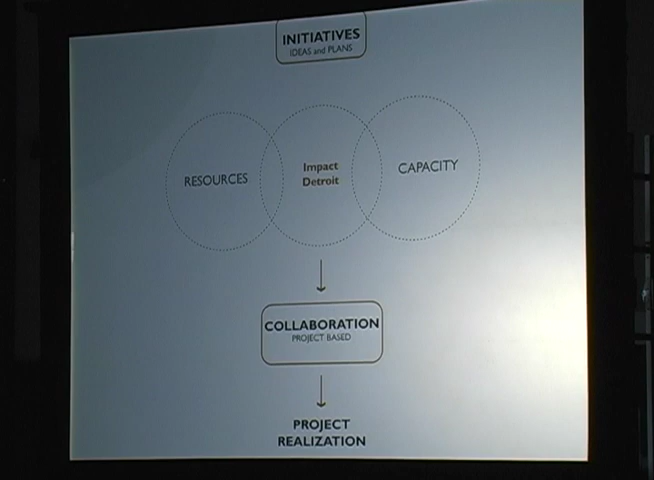 INITIATIVES
IDEAS and PLANS
RESOURCES
Impact
Detroit
CAPACITY
COLLABORATION
PROJECT BASED
PROJECT
REALIZATION